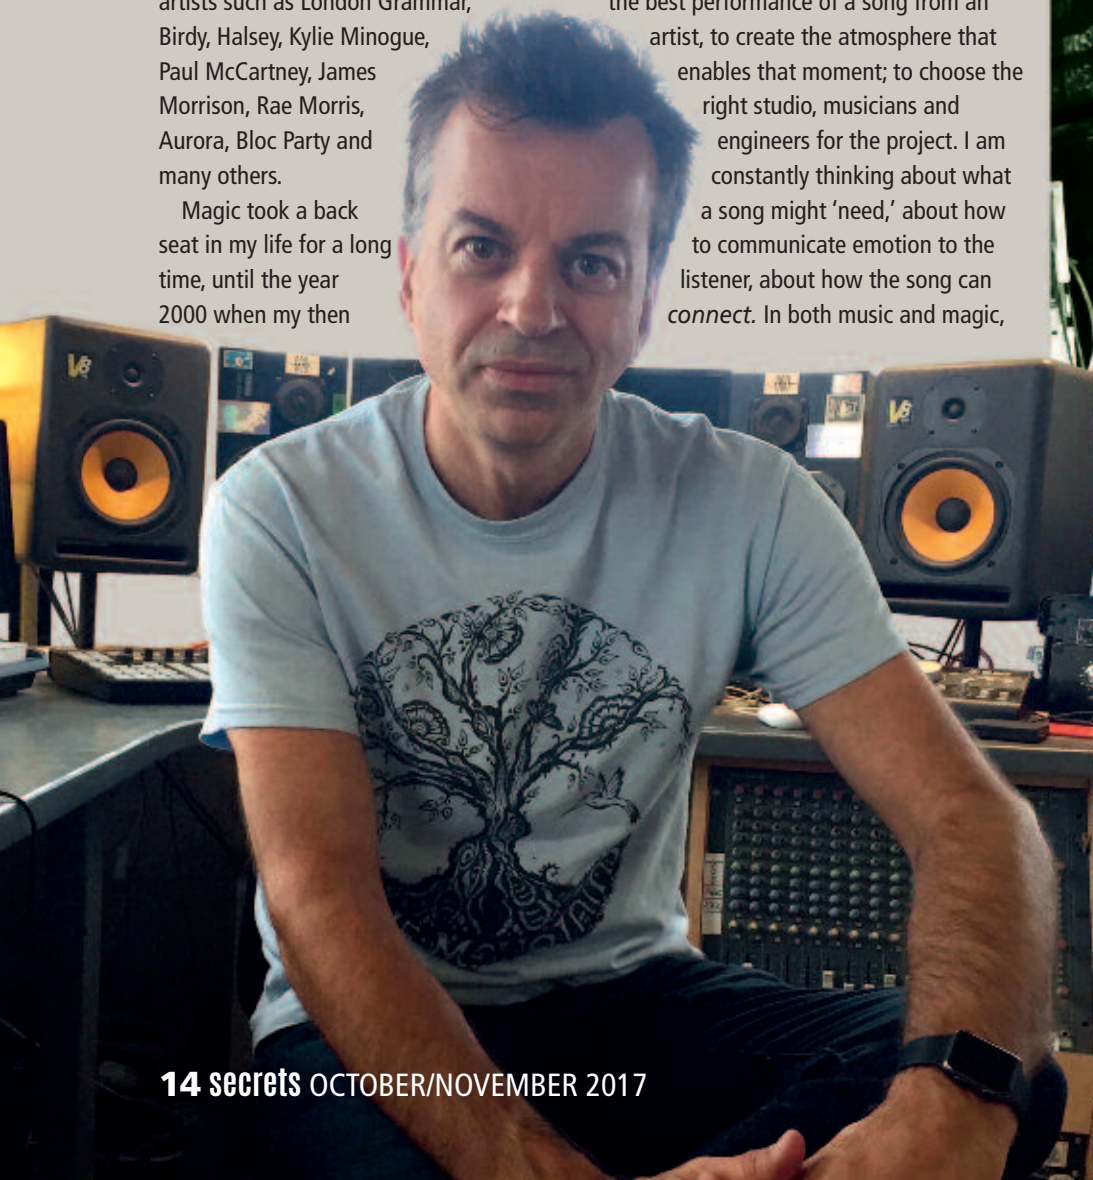 artists such as London Grammar,
Birdy, Halsey, Kylie Minogue,
Paul McCartney, James
Morrison, Rae Morris,
Aurora, Bloc Party and
many others.
Magic took a back
seat in my life for a long
time, until the year
2000 when my then
the best performance of a song from an
artist, to create the atmosphere that
enables that moment; to choose the
right studio, musicians and
engineers for the project. I am
constantly thinking about what
a song might ‘need,’ about how
to communicate emotion to the
listener, about how the song can
connect. In both music and magic,
V8
V8
14 secrets OCTOBER/NOVEMBER 2017